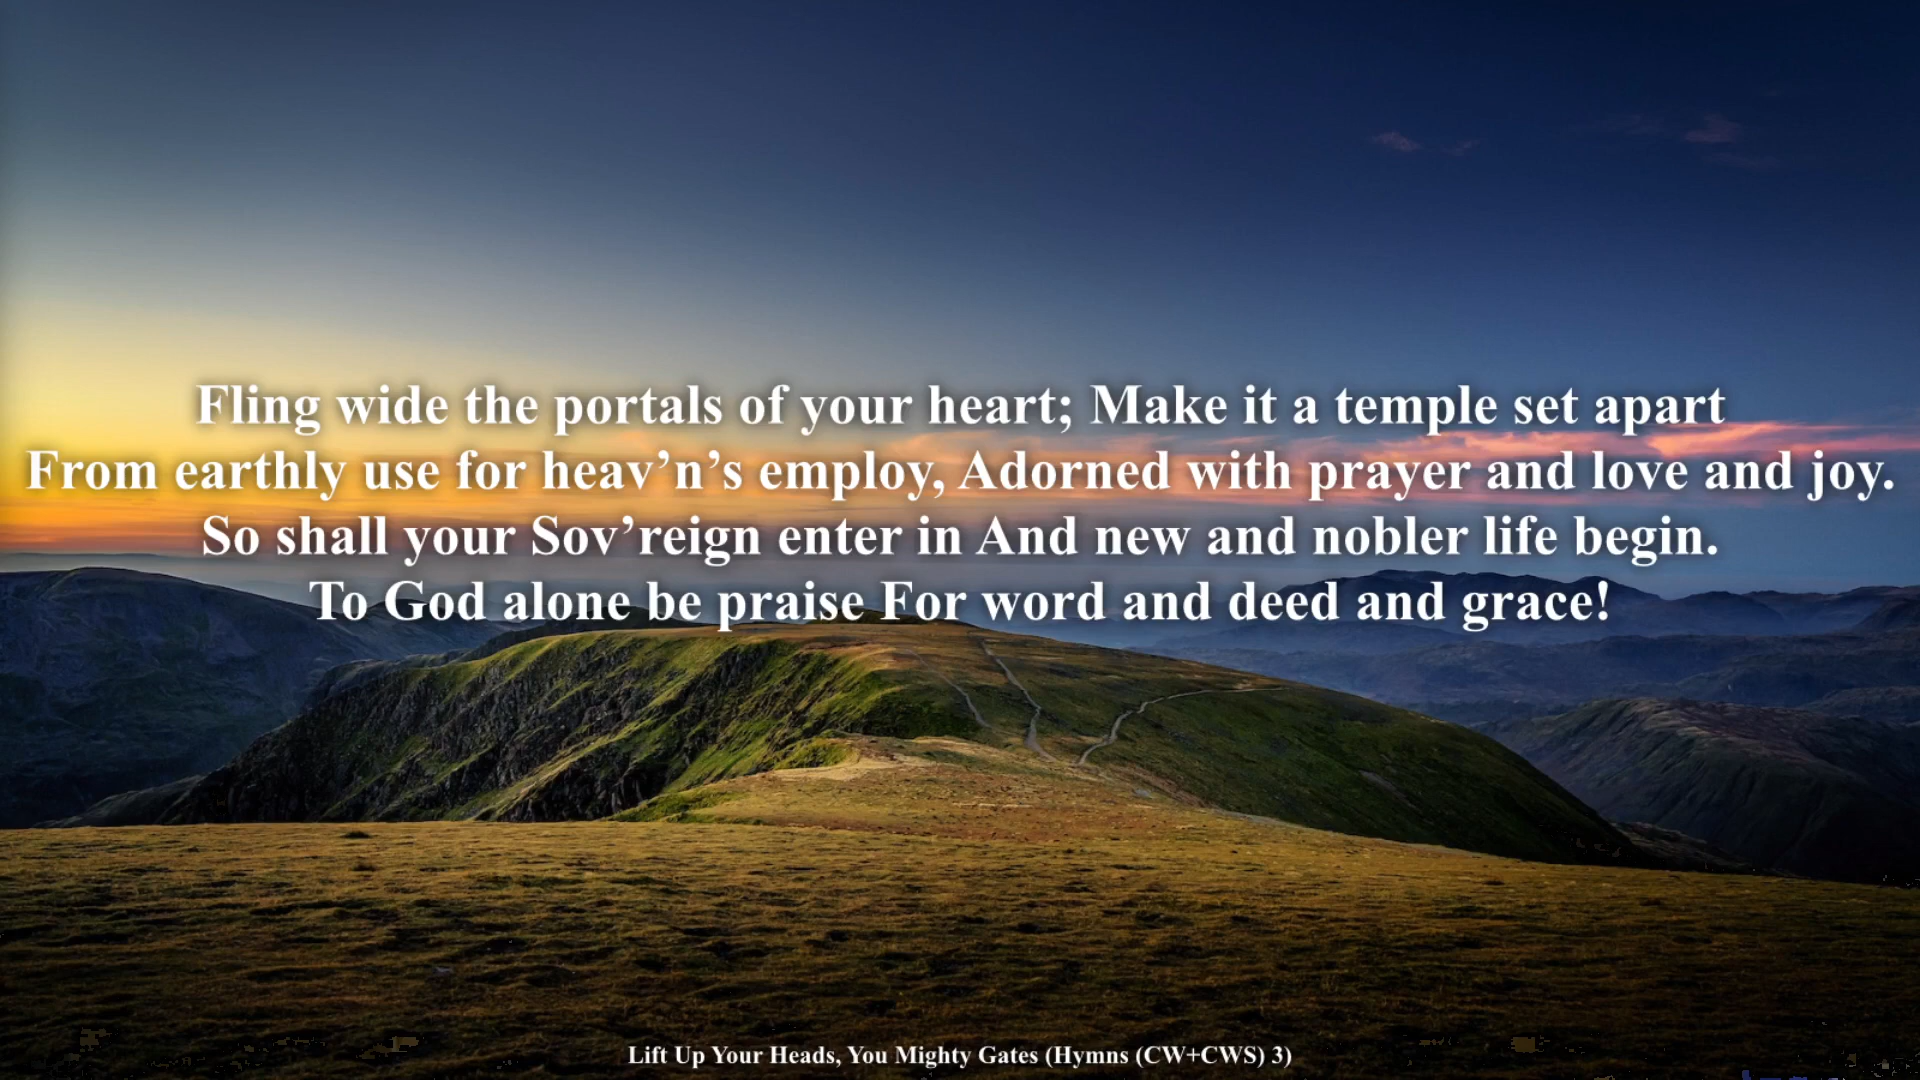 Fling wide the portals of your heart; Make it a temple set apart
From earthly use for heav’n’s employ, Adorned with prayer and love and joy.
So shall your Sov’reign enter in And new and nobler life begin.
To God alone be praise For word and deed and grace!
Lift Up Your Heads, You Mighty Gates (Hymns (CW+CWS) 3)